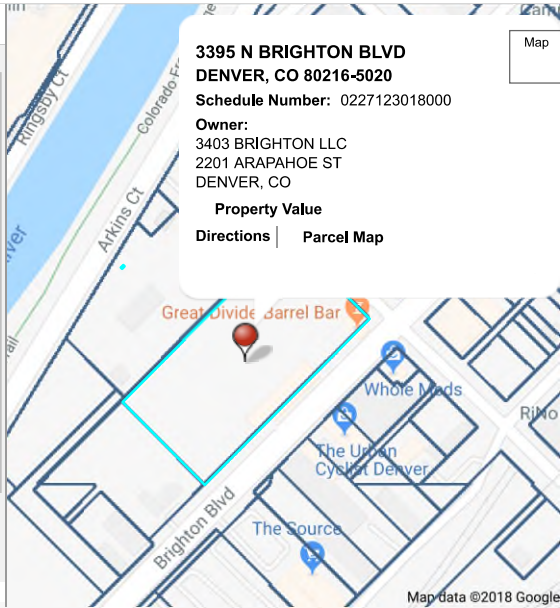 3395 N BRIGHTON BLVD
DENVER, CO 80216-5020
Schedule Number: 0227123018000
Owner:
3403 BRIGHTON LLC
2201 ARAPAHOE ST
DENVER, CO
Property Value
Directions
Parcel Map
Map
Ringsby Ct
Colorado
Arkins Ct
Great Divide Barrel Bar
Whole Meds
RiNo
The Urban
Cyclist Denver
The Source
Brighton Blvd
Map data ©2018 Google